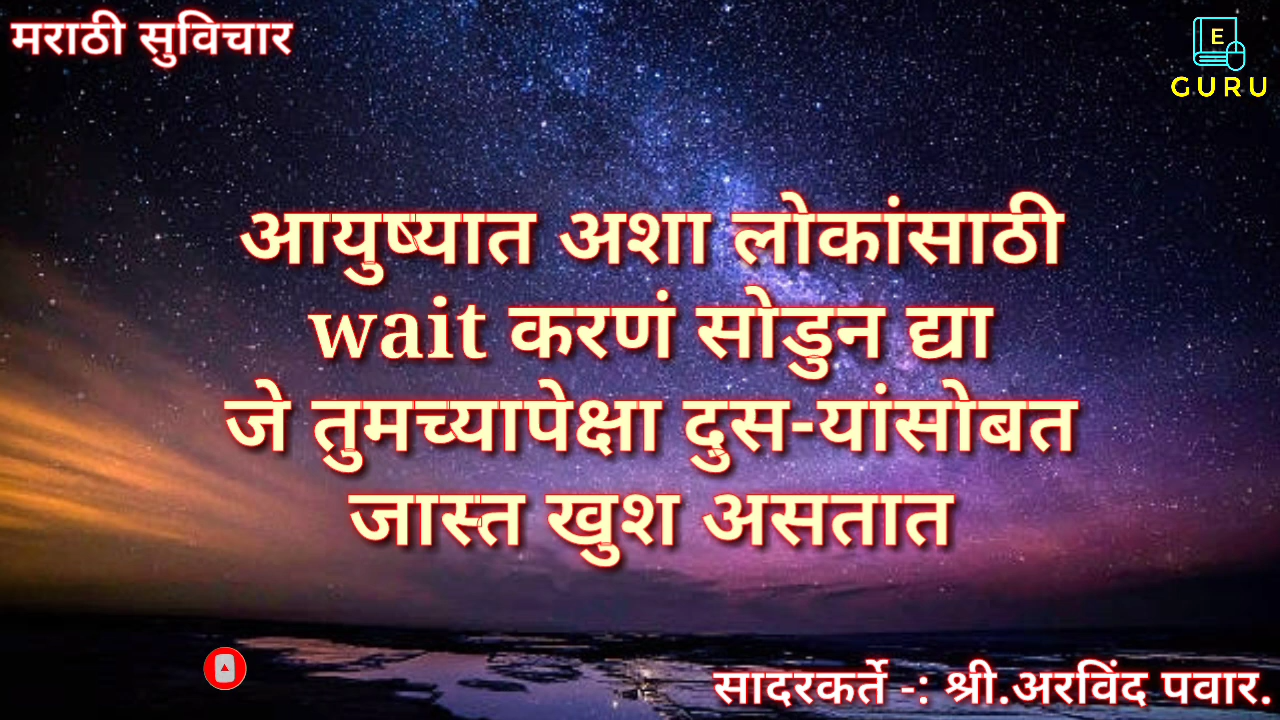 मराठी सुविचार
E
GURU
आयुष्यात अशा लोकांसाठी
wait करणं सोडुन द्या
जे तुमच्यापेक्षा दुस-यांसोबत
जास्त खुश असतात
सादरकर्ते -: श्री.अरविंद पवार.